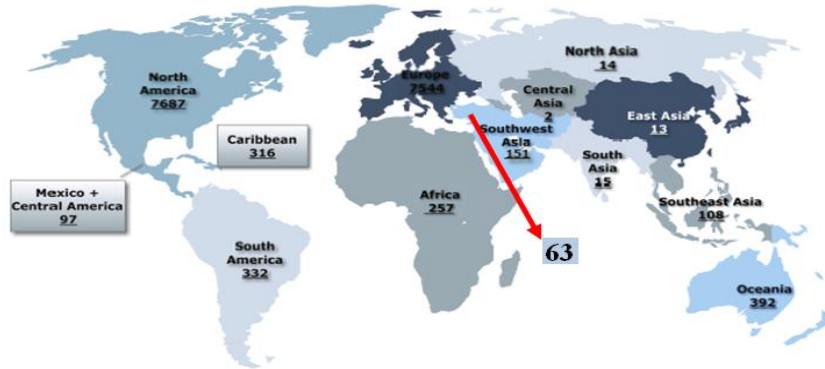 North
America
7687
Caribbean
316
Mexico +
Central America
97
South
America
332
Europe
7544
Africa
257
North Asia
14
Central
Asia
2
East Asia
13
Southwest
Asia
151
South
Asia
15
Southeast Asia
108
63
Oceania
392